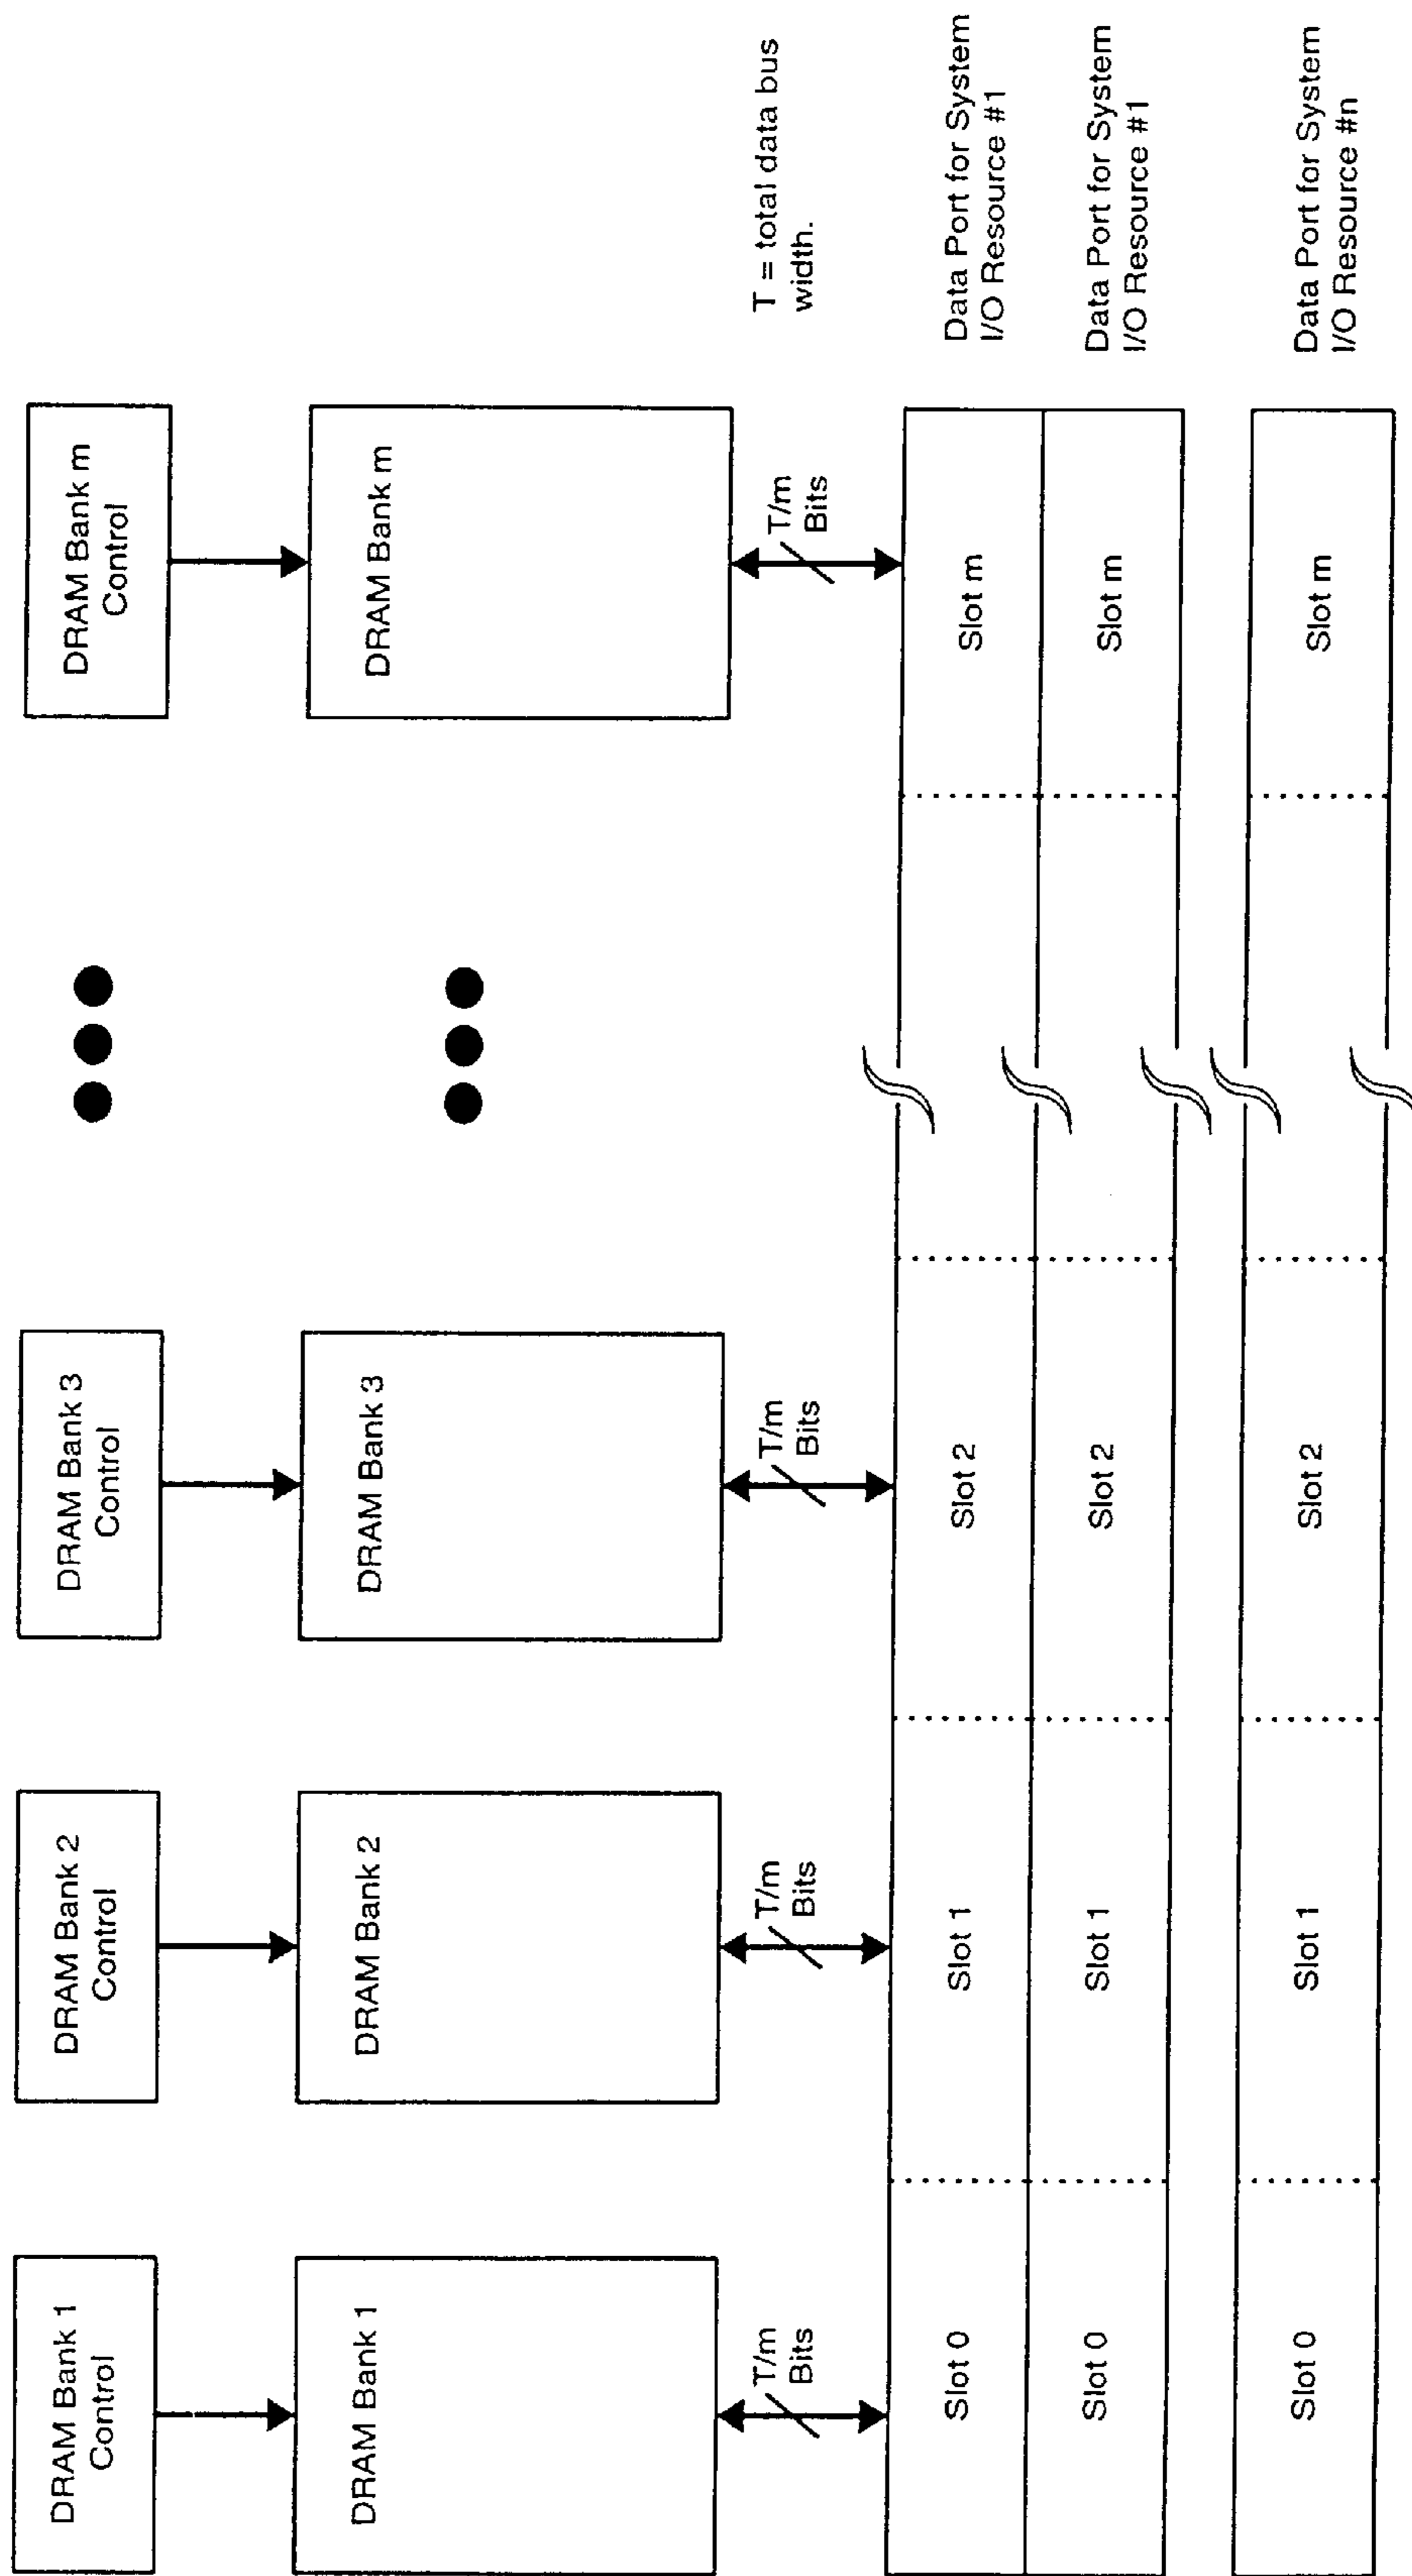 DRAM Bank 1
Control
DRAM Bank 2
Control
DRAM Bank 3
Control
DRAM Bank m
Control
DRAM Bank 1
DRAM Bank 2
DRAM Bank 3
DRAM Bank m
T/m
Bits
T/m
Bits
T/m
Bits
T/m
Bits
T = total data bus
width.
Slot 0
Slot 1
Slot 2
Slot m
Data Port for System
I/O Resource #1
Slot 0
Slot 1
Slot 2
Slot m
Data Port for System
I/O Resource #1
Slot 0
Slot 1
Slot 2
Slot m
Data Port for System
I/O Resource #n